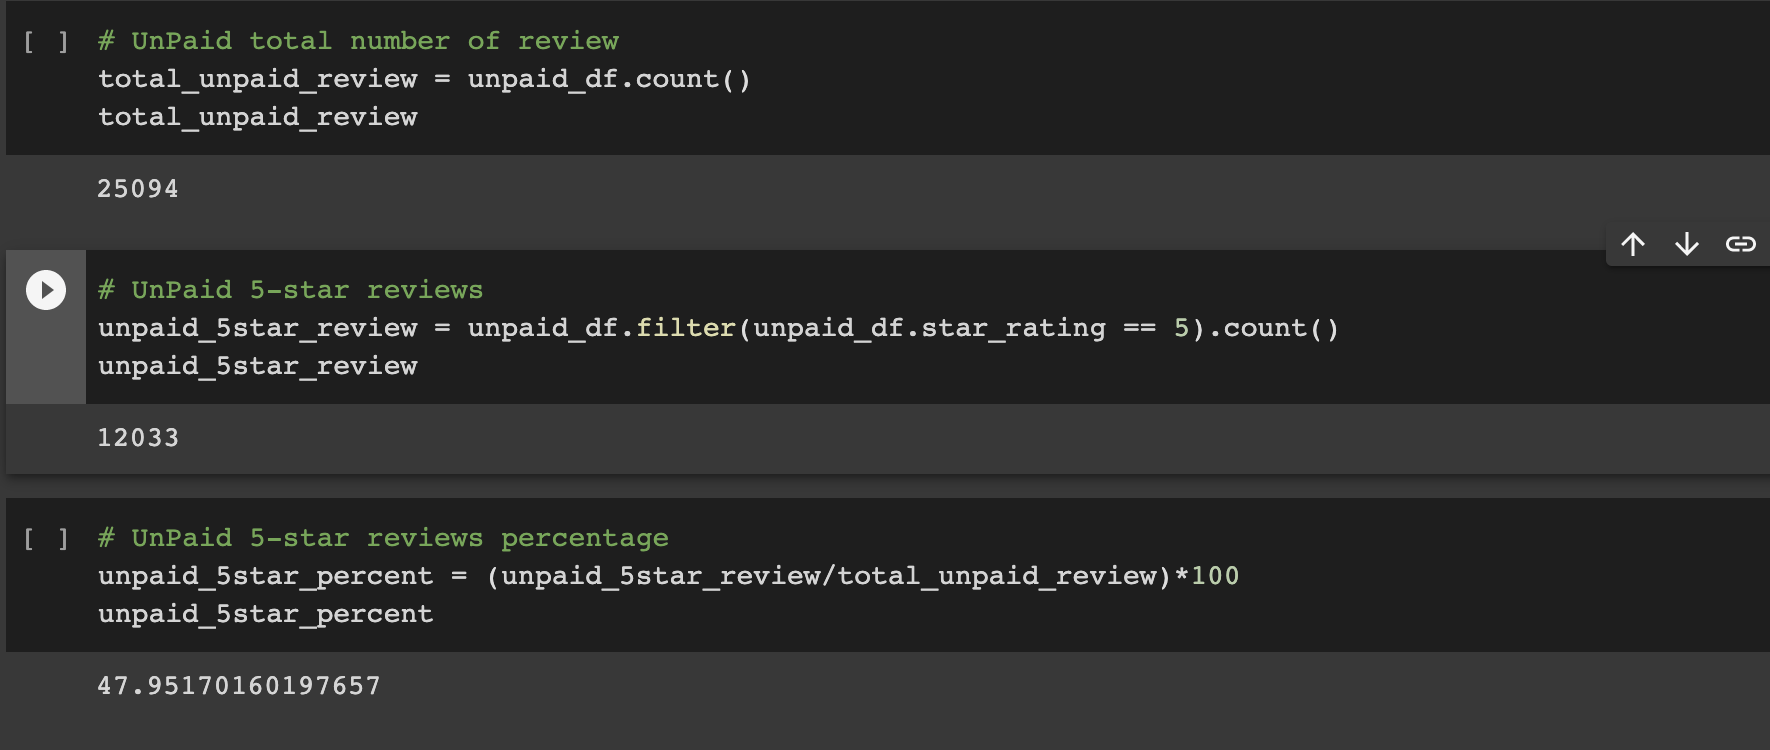 [ ] # UnPaid total number of review
total_unpaid_review = unpaid_df.count()
total_unpaid_review
25094
# UnPaid 5-star reviews
unpaid_5star_review = unpaid_df.filter(unpaid_df.star_rating == 5).count()
unpaid_5star_review
12033
[ ] # UnPaid 5-star reviews percentage
unpaid_5star_percent = (unpaid_5star_review/total_unpaid_review)*100
unpaid_5star_percent
47.95170160197657